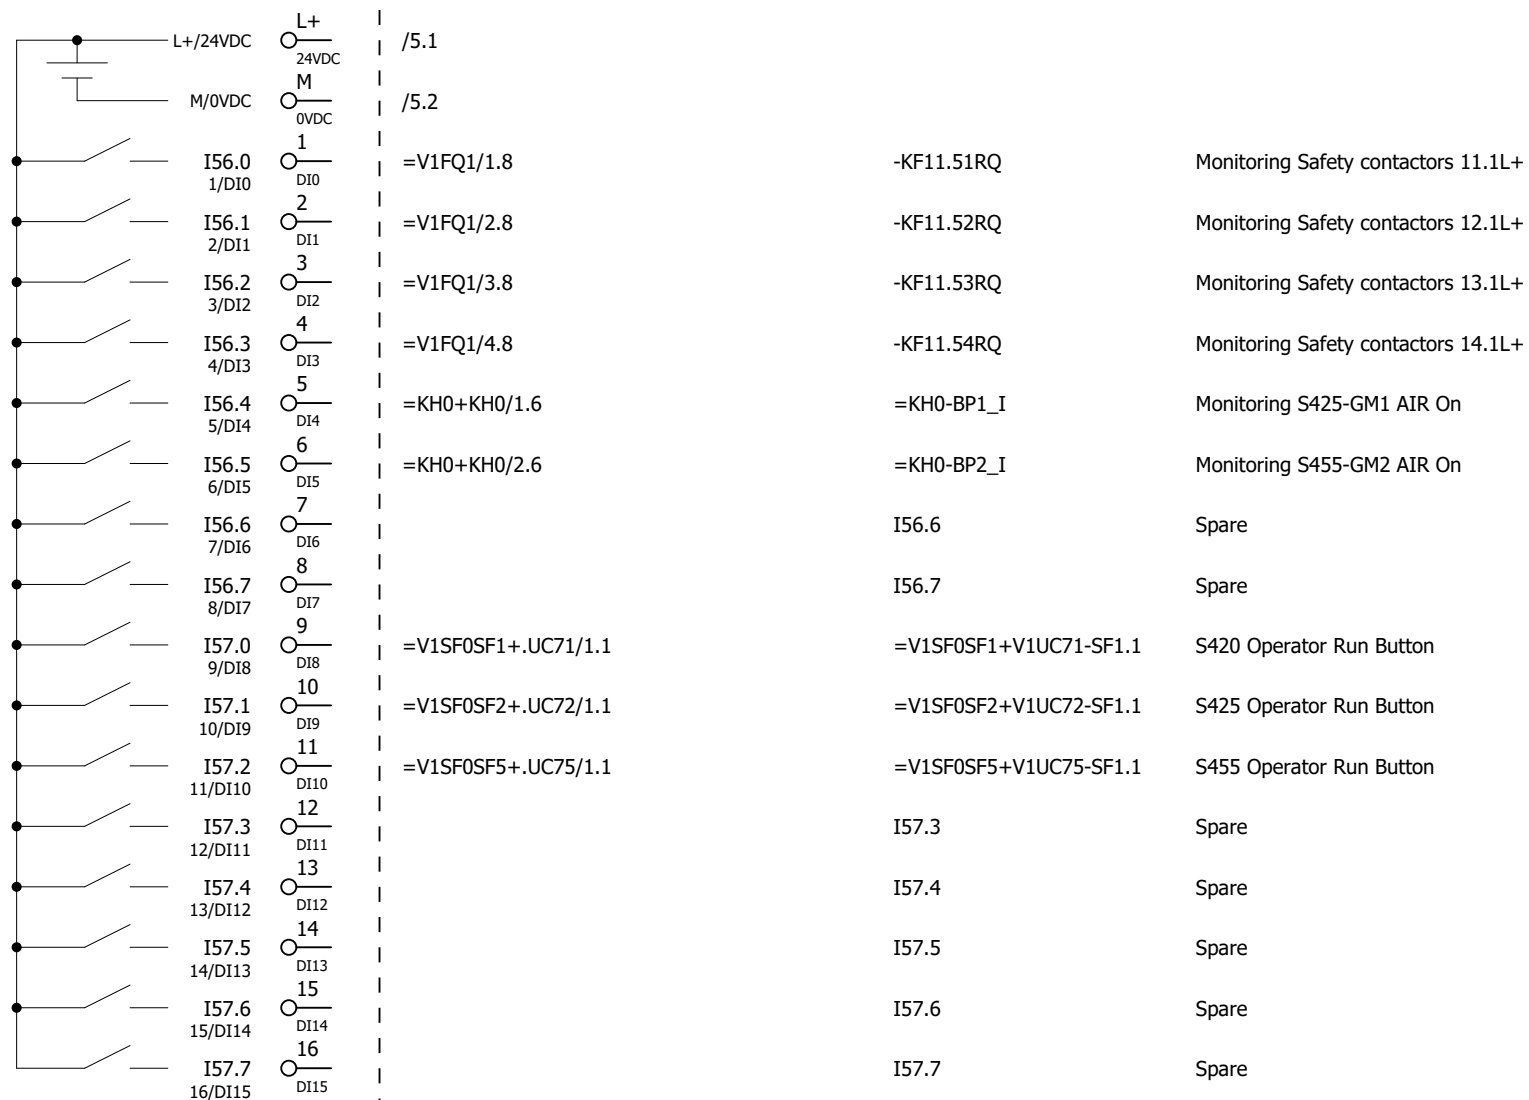 L+
L+/24VDC /5.1
24VDC
M
M/0VDC /5.2
0VDC
1
I56.0 =V1FQ1/1.8 -KF11.51RQ Monitoring Safety contactors 11.1L+
1/DI0 DI0
2
I56.1 =V1FQ1/2.8 -KF11.52RQ Monitoring Safety contactors 12.1L+
2/DI1 DI1
3
I56.2 =V1FQ1/3.8 -KF11.53RQ Monitoring Safety contactors 13.1L+
3/DI2 DI2
4
I56.3 =V1FQ1/4.8 -KF11.54RQ Monitoring Safety contactors 14.1L+
4/DI3 DI3
5
I56.4 =KH0+KH0/1.6 =KH0-BP1_I Monitoring S425-GM1 AIR On
5/DI4 DI4
6
I56.5 =KH0+KH0/2.6 =KH0-BP2_I Monitoring S455-GM2 AIR On
6/DI5 DI5
7
I56.6 I56.6 Spare
7/DI6 DI6
8
I56.7 I56.7 Spare
8/DI7 DI7
9
I57.0 =V1SF0SF1+.UC71/1.1 =V1SF0SF1+V1UC71-SF1.1 S420 Operator Run Button
9/DI8 DI8
10
I57.1 =V1SF0SF2+.UC72/1.1 =V1SF0SF2+V1UC72-SF1.1 S425 Operator Run Button
10/DI9 DI9
11
I57.2 =V1SF0SF5+.UC75/1.1 =V1SF0SF5+V1UC75-SF1.1 S455 Operator Run Button
11/DI10 DI10
12
I57.3 I57.3 Spare
12/DI11 DI11
13
I57.4 I57.4 Spare
13/DI12 DI12
14
I57.5 I57.5 Spare
14/DI13 DI13
15
I57.6 I57.6 Spare
15/DI14 DI14
16
I57.7 I57.7 Spare
16/DI15 DI15